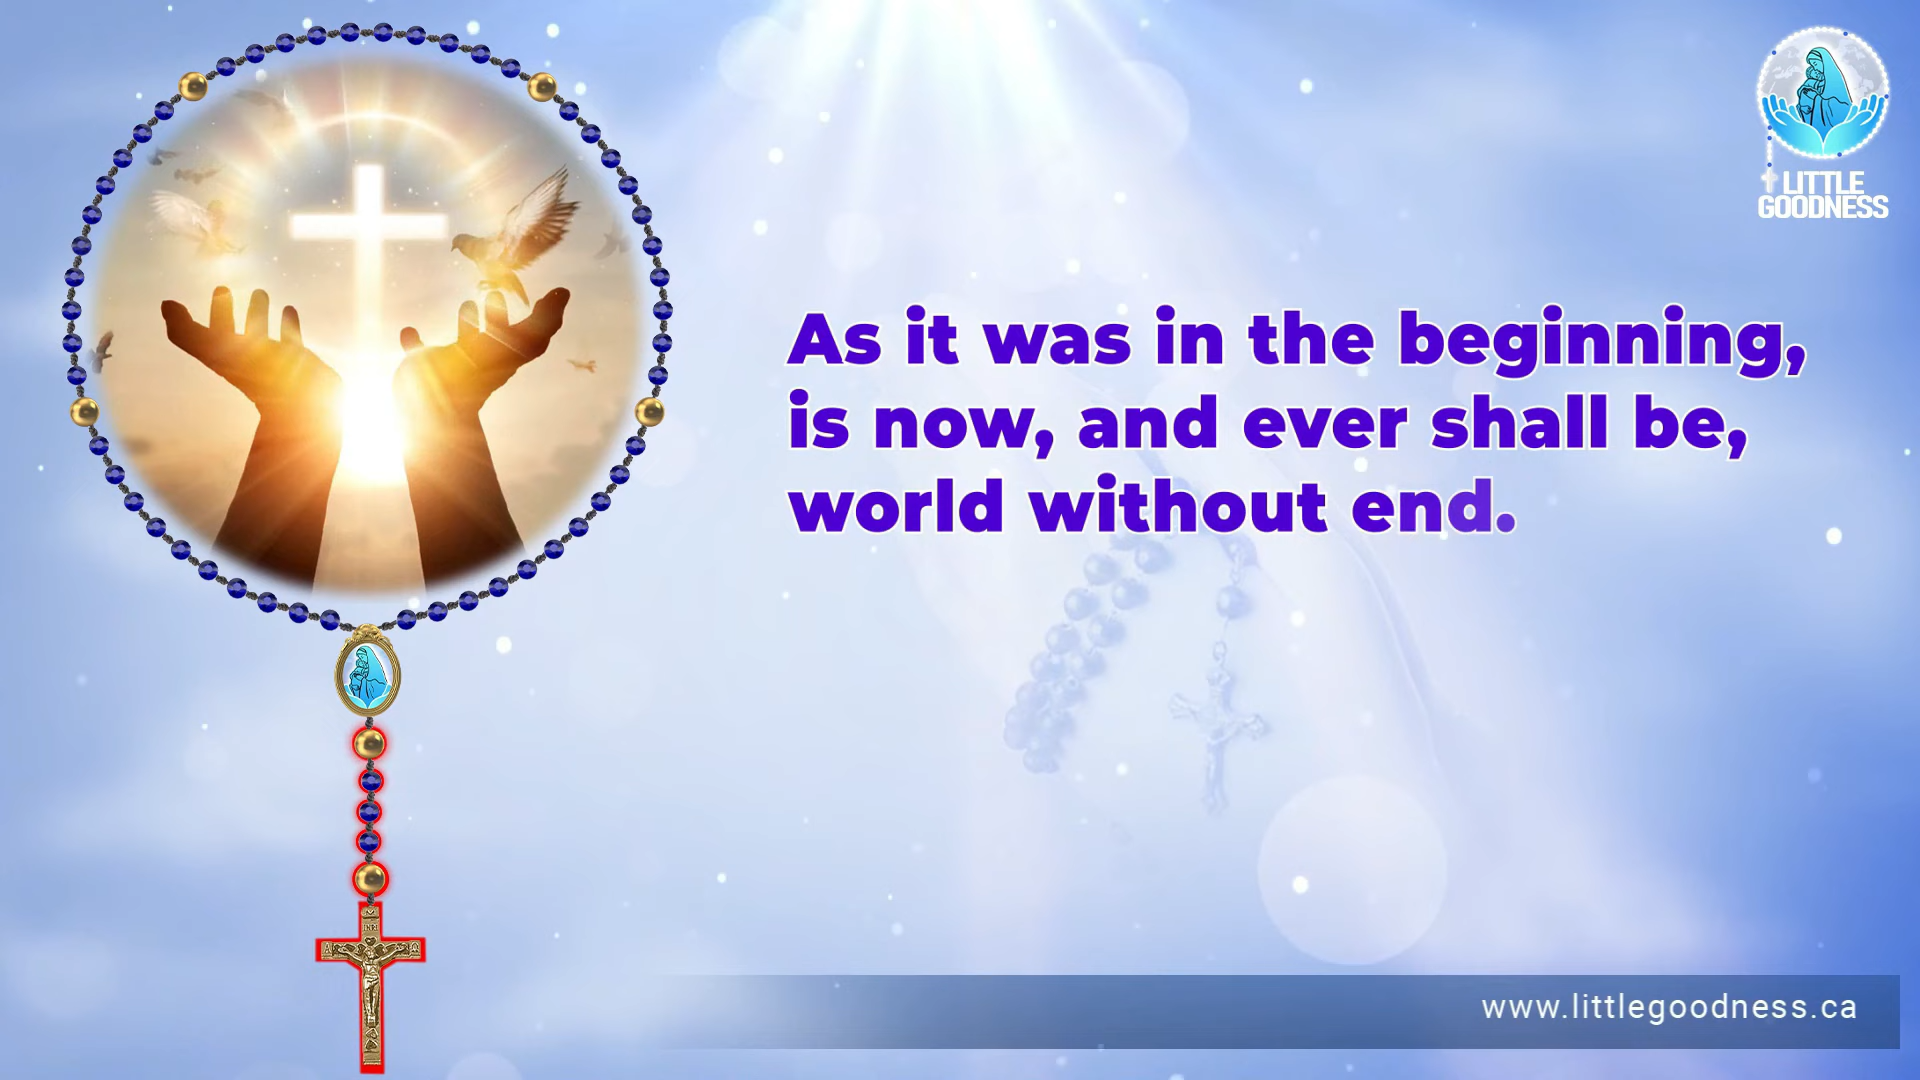 LITTLE
GOODNESS
As it was in the beginning,
is now, and ever shall be,
world without end.
INRI
www.littlegoodness.ca